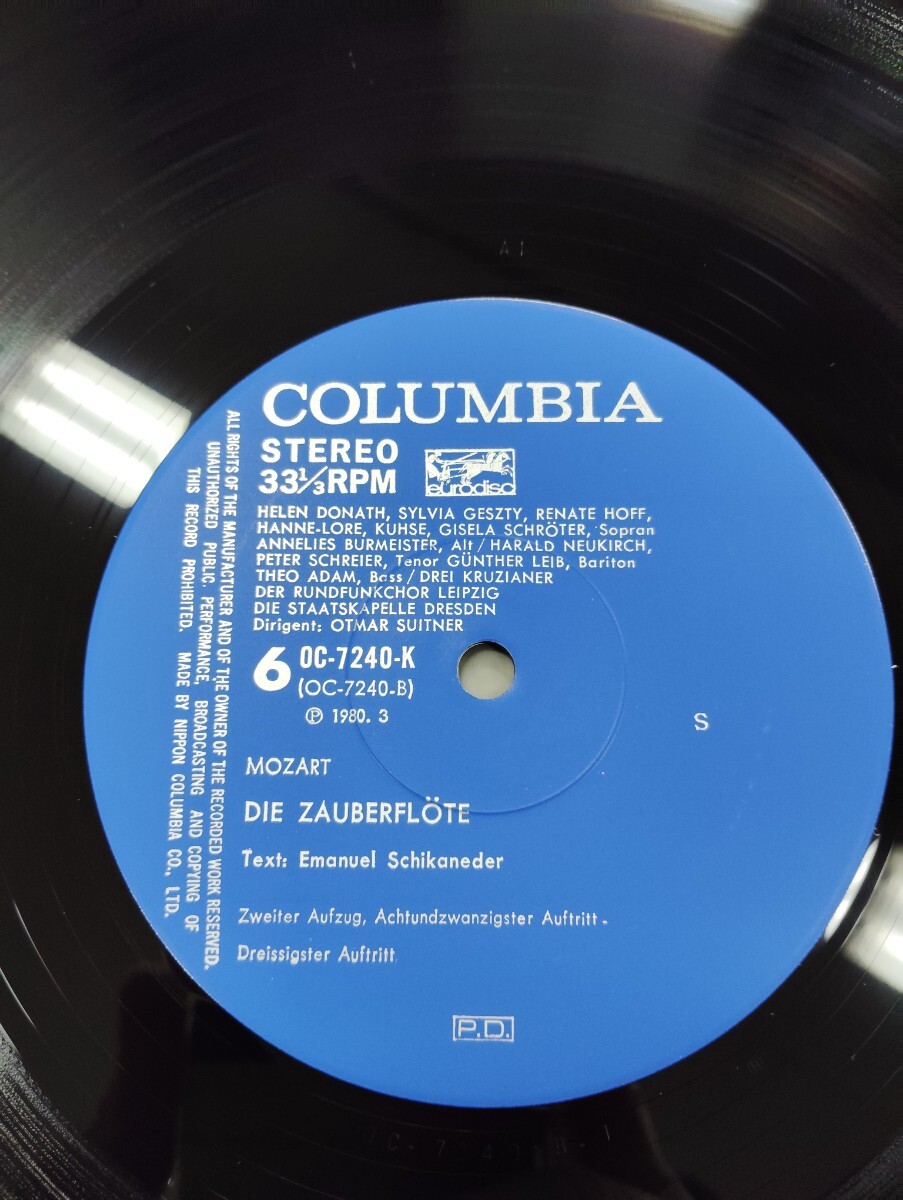 A 1
COLUMBIA
STEREO
33⅓RPM
eurodisc
HELEN DONATH, SYLVIA GESZTY, RENATE HOFF,
HANNE-LORE, KUHSE, GISELA SCHRÖTER, Sopran
ANNELIES BURMEISTER, Alt / HARALD NEUKIRCH,
PETER SCHREIER, Tenor GÜNTHER LEIB, Bariton
THEO ADAM, Bass / DREI KRUZIANER
DER RUNDFUNKCHOR LEIPZIG
DIE STAATSKAPELLE DRESDEN
Dirigent: OTMAR SUITNER
6 OC-7240-K
(OC-7240-B)
Ⓟ 1980. 3
S
MOZART
DIE ZAUBERFLÖTE
Text: Emanuel Schikaneder
Zweiter Aufzug, Achtundzwanzigster Auftritt -
Dreissigster Auftritt
P.D.
ALL RIGHTS OF THE MANUFACTURER AND OF THE OWNER OF THE RECORDED WORK RESERVED.
UNAUTHORIZED PUBLIC PERFORMANCE, BROADCASTING AND COPYING OF
THIS RECORD PROHIBITED. MADE BY NIPPON COLUMBIA CO., LTD.